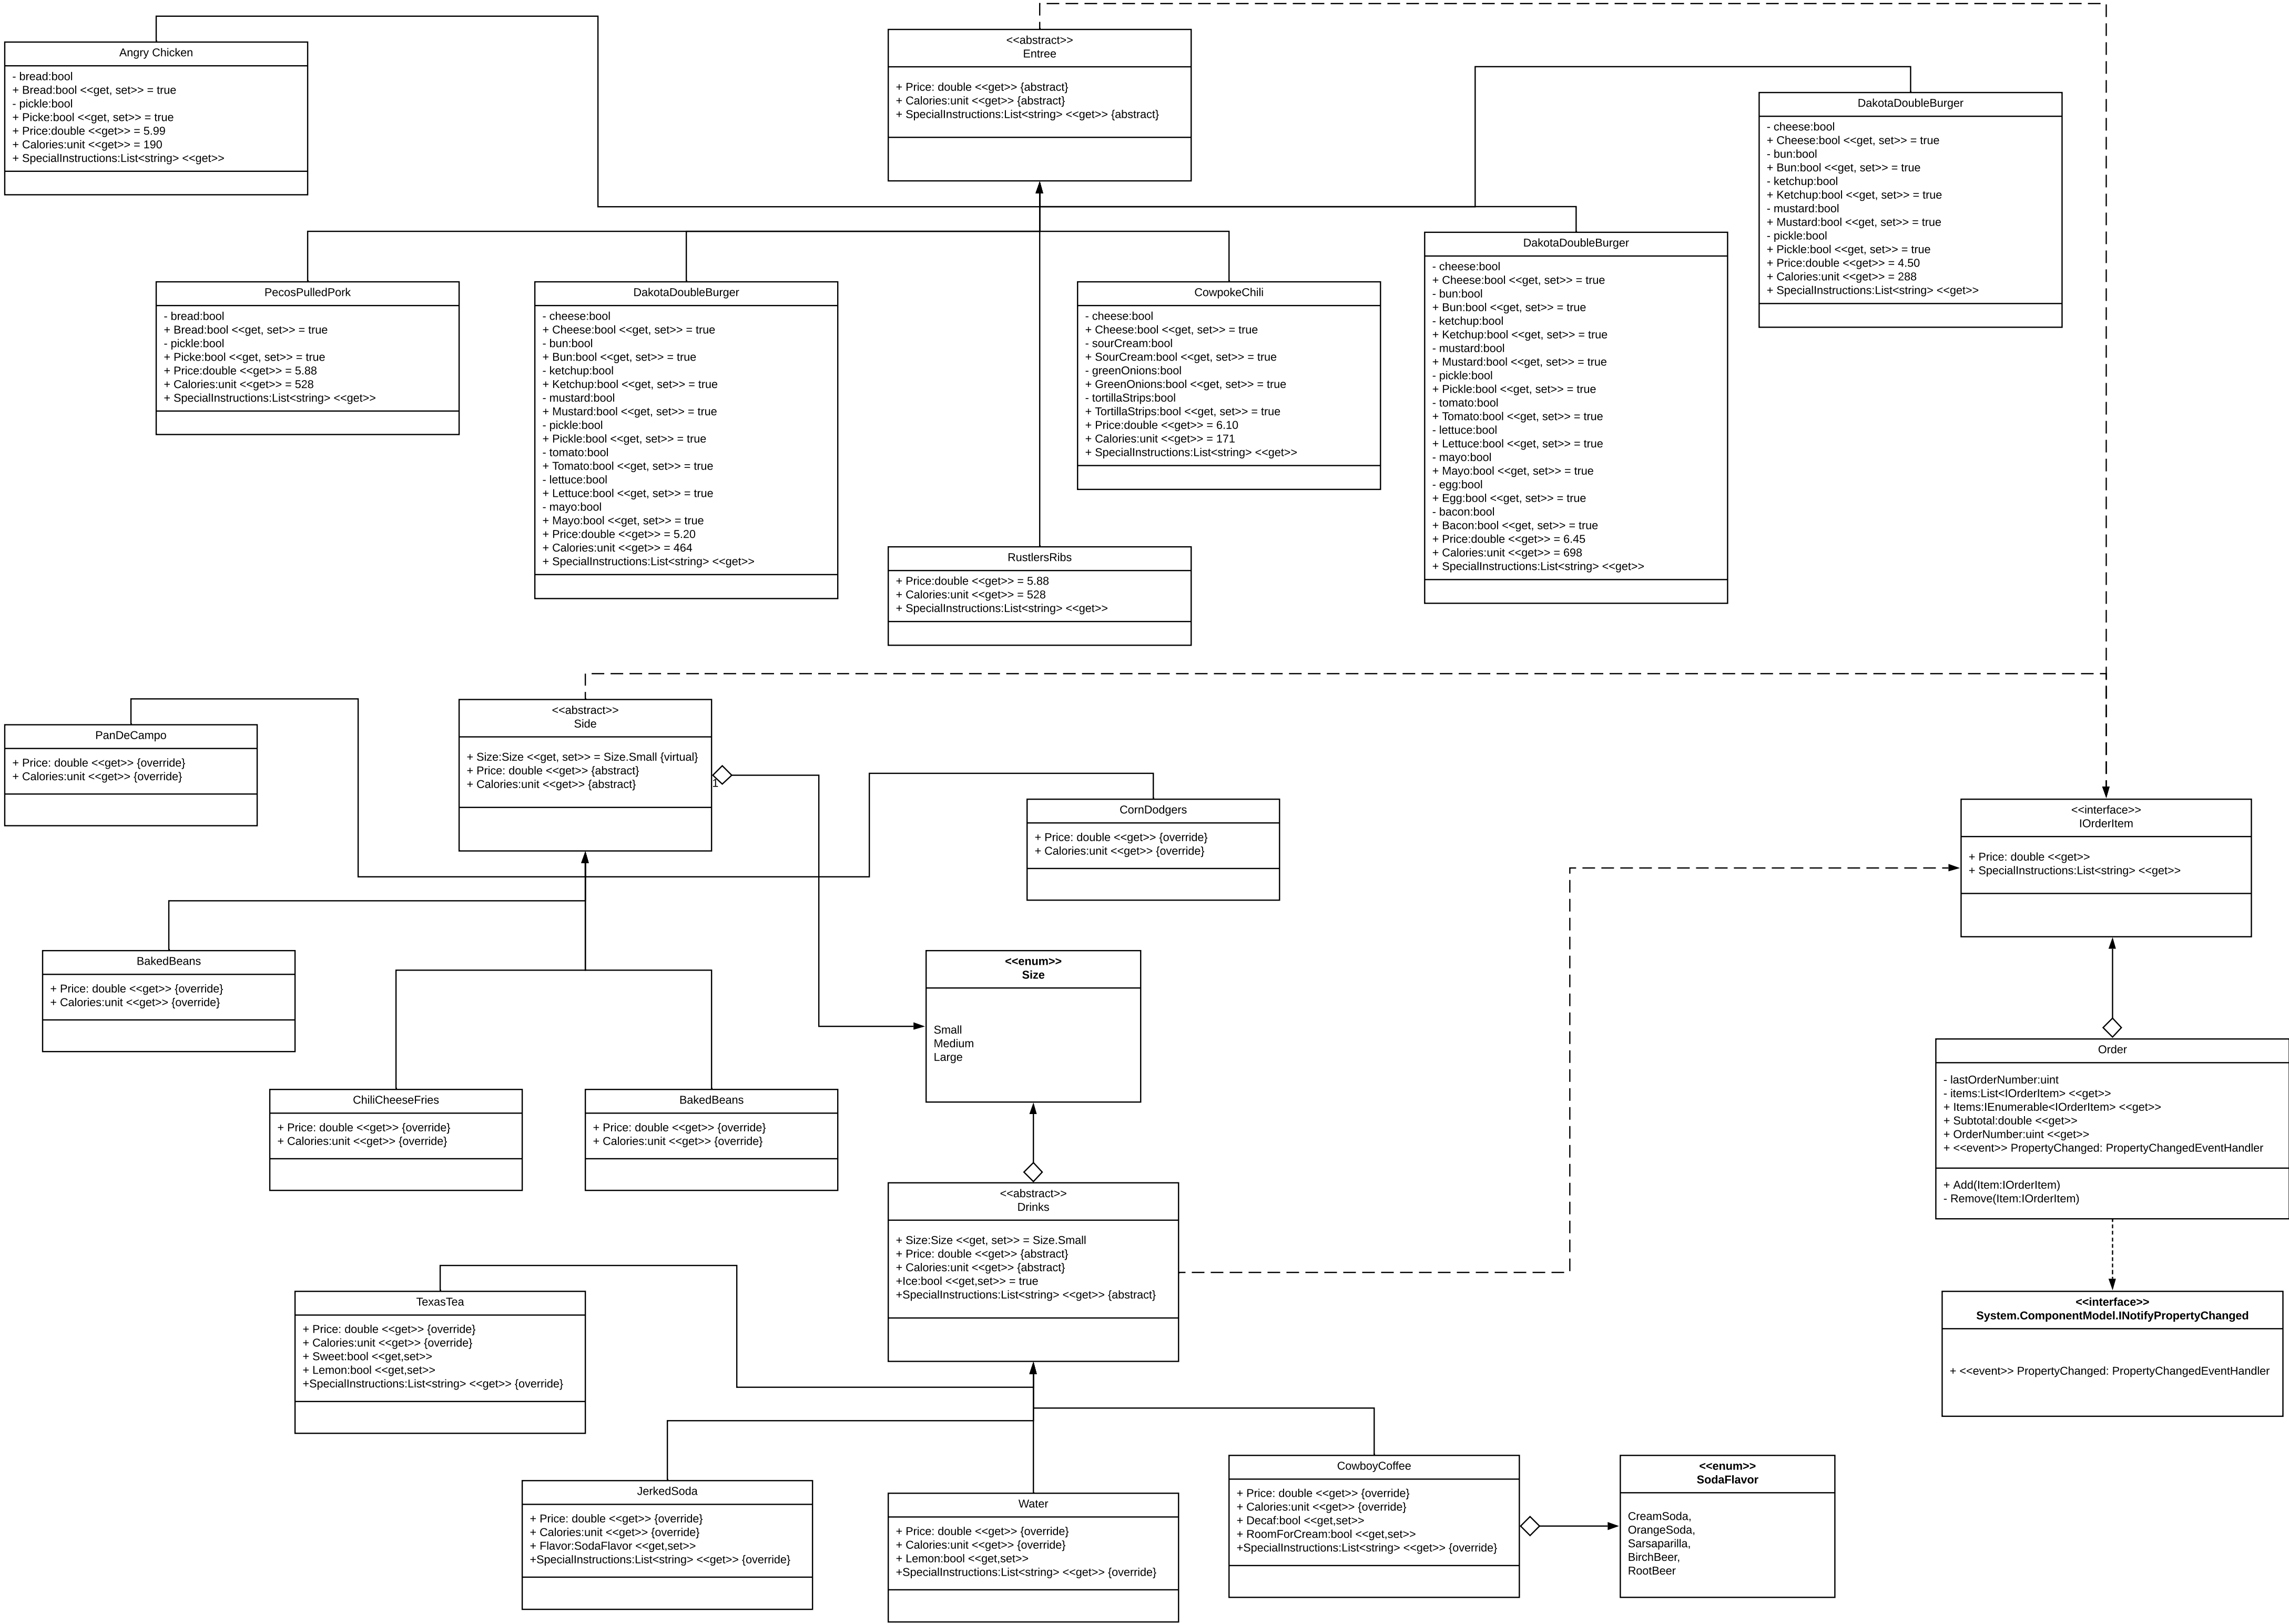 Angry Chicken
- bread:bool
+ Bread:bool <<get, set>> = true
- pickle:bool
+ Picke:bool <<get, set>> = true
+ Price:double <<get>> = 5.99
+ Calories:unit <<get>> = 190
+ SpecialInstructions:List<string> <<get>>
<<abstract>>
Entree
+ Price: double <<get>> {abstract}
+ Calories:unit <<get>> {abstract}
+ SpecialInstructions:List<string> <<get>> {abstract}
DakotaDoubleBurger
- cheese:bool
+ Cheese:bool <<get, set>> = true
- bun:bool
+ Bun:bool <<get, set>> = true
- ketchup:bool
+ Ketchup:bool <<get, set>> = true
- mustard:bool
+ Mustard:bool <<get, set>> = true
- pickle:bool
+ Pickle:bool <<get, set>> = true
+ Price:double <<get>> = 4.50
+ Calories:unit <<get>> = 288
+ SpecialInstructions:List<string> <<get>>
PecosPulledPork
- bread:bool
+ Bread:bool <<get, set>> = true
- pickle:bool
+ Picke:bool <<get, set>> = true
+ Price:double <<get>> = 5.88
+ Calories:unit <<get>> = 528
+ SpecialInstructions:List<string> <<get>>
DakotaDoubleBurger
- cheese:bool
+ Cheese:bool <<get, set>> = true
- bun:bool
+ Bun:bool <<get, set>> = true
- ketchup:bool
+ Ketchup:bool <<get, set>> = true
- mustard:bool
+ Mustard:bool <<get, set>> = true
- pickle:bool
+ Pickle:bool <<get, set>> = true
- tomato:bool
+ Tomato:bool <<get, set>> = true
- lettuce:bool
+ Lettuce:bool <<get, set>> = true
- mayo:bool
+ Mayo:bool <<get, set>> = true
+ Price:double <<get>> = 5.20
+ Calories:unit <<get>> = 464
+ SpecialInstructions:List<string> <<get>>
CowpokeChili
- cheese:bool
+ Cheese:bool <<get, set>> = true
- sourCream:bool
+ SourCream:bool <<get, set>> = true
- greenOnions:bool
+ GreenOnions:bool <<get, set>> = true
- tortillaStrips:bool
+ TortillaStrips:bool <<get, set>> = true
+ Price:double <<get>> = 6.10
+ Calories:unit <<get>> = 171
+ SpecialInstructions:List<string> <<get>>
DakotaDoubleBurger
- cheese:bool
+ Cheese:bool <<get, set>> = true
- bun:bool
+ Bun:bool <<get, set>> = true
- ketchup:bool
+ Ketchup:bool <<get, set>> = true
- mustard:bool
+ Mustard:bool <<get, set>> = true
- pickle:bool
+ Pickle:bool <<get, set>> = true
- tomato:bool
+ Tomato:bool <<get, set>> = true
- lettuce:bool
+ Lettuce:bool <<get, set>> = true
- mayo:bool
+ Mayo:bool <<get, set>> = true
- egg:bool
+ Egg:bool <<get, set>> = true
- bacon:bool
+ Bacon:bool <<get, set>> = true
+ Price:double <<get>> = 6.45
+ Calories:unit <<get>> = 698
+ SpecialInstructions:List<string> <<get>>
RustlersRibs
+ Price:double <<get>> = 5.88
+ Calories:unit <<get>> = 528
+ SpecialInstructions:List<string> <<get>>
PanDeCampo
+ Price: double <<get>> {override}
+ Calories:unit <<get>> {override}
<<abstract>>
Side
+ Size:Size <<get, set>> = Size.Small {virtual}
+ Price: double <<get>> {abstract}
+ Calories:unit <<get>> {abstract}
1
CornDodgers
+ Price: double <<get>> {override}
+ Calories:unit <<get>> {override}
<<interface>>
IOrderItem
+ Price: double <<get>>
+ SpecialInstructions:List<string> <<get>>
BakedBeans
+ Price: double <<get>> {override}
+ Calories:unit <<get>> {override}
<<enum>>
Size
Small
Medium
Large
Order
- lastOrderNumber:uint
- items:List<IOrderItem> <<get>>
+ Items:IEnumerable<IOrderItem> <<get>>
+ Subtotal:double <<get>>
+ OrderNumber:uint <<get>>
+ <<event>> PropertyChanged: PropertyChangedEventHandler
+ Add(Item:IOrderItem)
- Remove(Item:IOrderItem)
ChiliCheeseFries
+ Price: double <<get>> {override}
+ Calories:unit <<get>> {override}
BakedBeans
+ Price: double <<get>> {override}
+ Calories:unit <<get>> {override}
<<abstract>>
Drinks
+ Size:Size <<get, set>> = Size.Small
+ Price: double <<get>> {abstract}
+ Calories:unit <<get>> {abstract}
+Ice:bool <<get,set>> = true
+SpecialInstructions:List<string> <<get>> {abstract}
TexasTea
+ Price: double <<get>> {override}
+ Calories:unit <<get>> {override}
+ Sweet:bool <<get,set>>
+ Lemon:bool <<get,set>>
+SpecialInstructions:List<string> <<get>> {override}
<<interface>>
System.ComponentModel.INotifyPropertyChanged
+ <<event>> PropertyChanged: PropertyChangedEventHandler
JerkedSoda
+ Price: double <<get>> {override}
+ Calories:unit <<get>> {override}
+ Flavor:SodaFlavor <<get,set>>
+SpecialInstructions:List<string> <<get>> {override}
Water
+ Price: double <<get>> {override}
+ Calories:unit <<get>> {override}
+ Lemon:bool <<get,set>>
+SpecialInstructions:List<string> <<get>> {override}
CowboyCoffee
+ Price: double <<get>> {override}
+ Calories:unit <<get>> {override}
+ Decaf:bool <<get,set>>
+ RoomForCream:bool <<get,set>>
+SpecialInstructions:List<string> <<get>> {override}
<<enum>>
SodaFlavor
CreamSoda,
OrangeSoda,
Sarsaparilla,
BirchBeer,
RootBeer